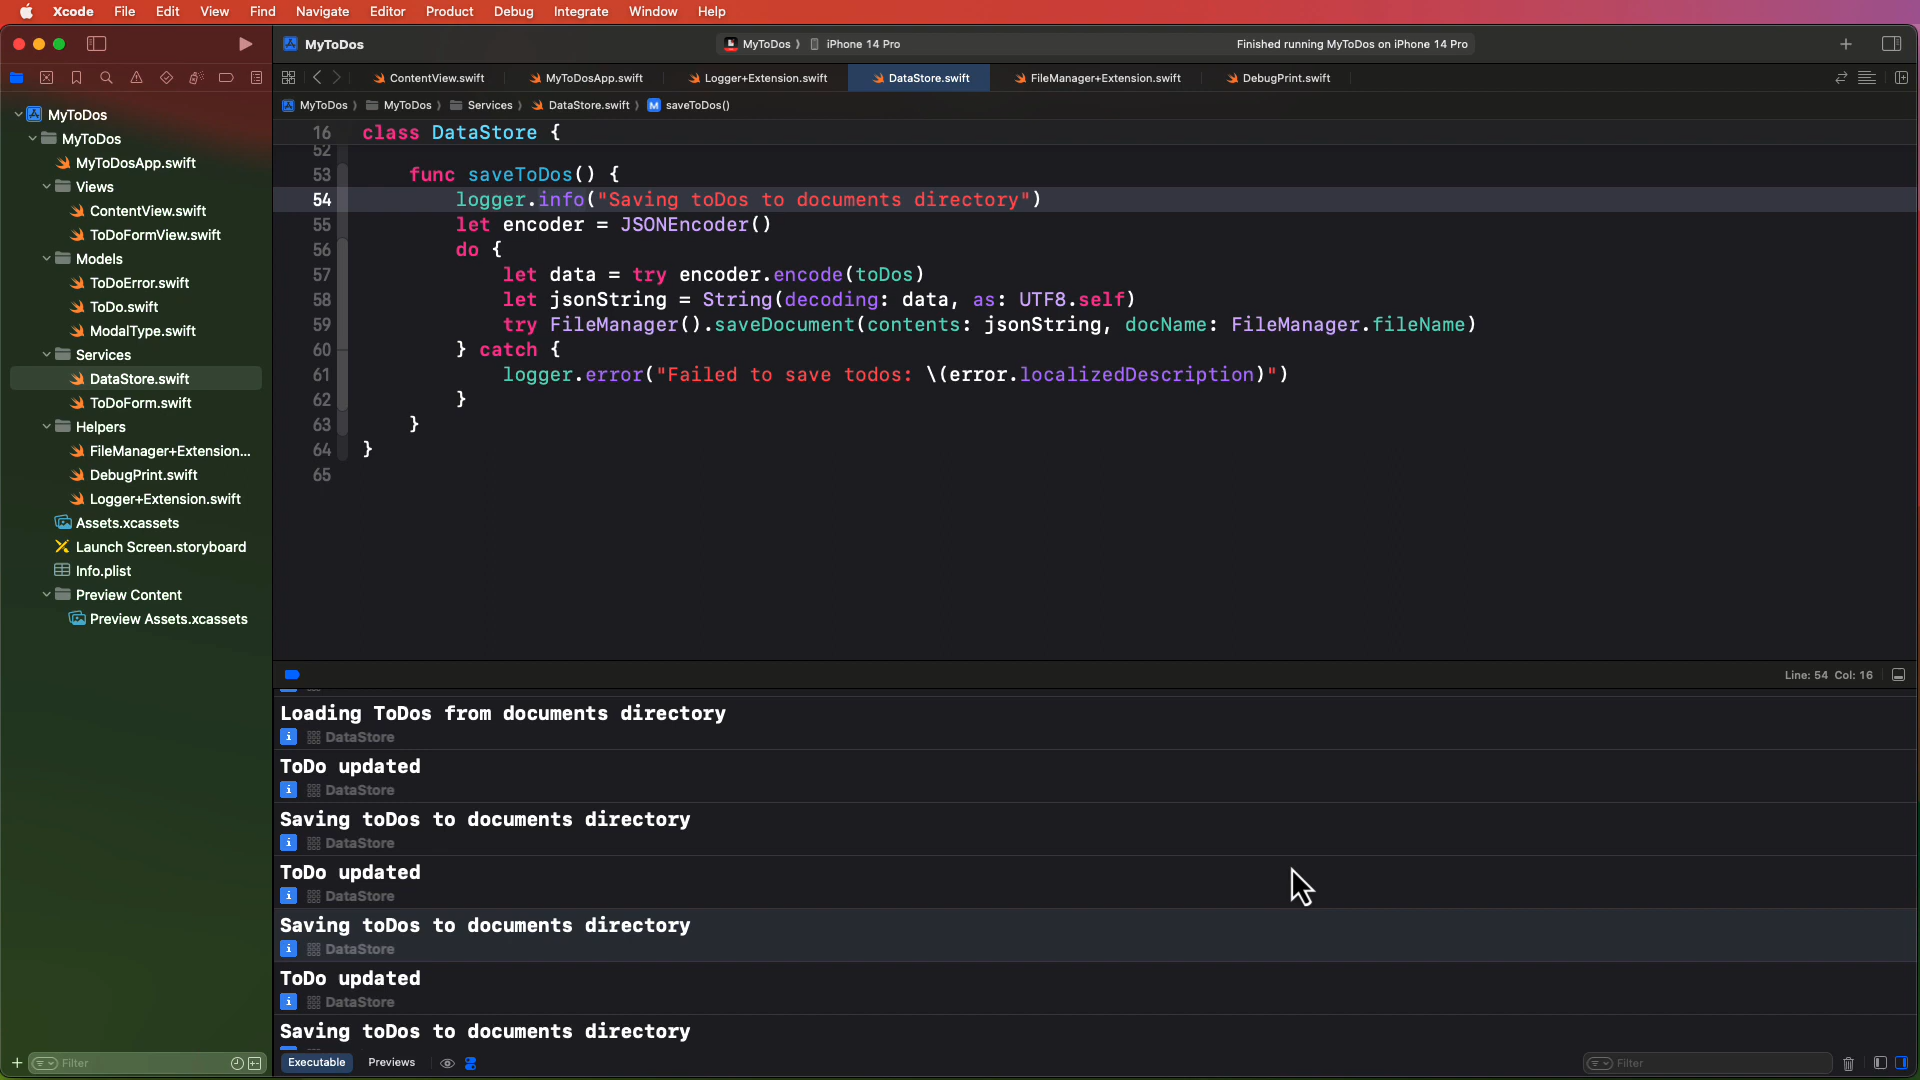 Xcode File Edit View Find Navigate Editor Product Debug Integrate Window Help
MyToDos
MyToDos iPhone 14 Pro
Finished running MyToDos on iPhone 14 Pro
ContentView.swift MyToDosApp.swift Logger+Extension.swift DataStore.swift FileManager+Extension.swift DebugPrint.swift
MyToDos MyToDos Services DataStore.swift M saveToDos()
MyToDos
MyToDos
MyToDosApp.swift
Views
ContentView.swift
ToDoFormView.swift
Models
ToDoError.swift
ToDo.swift
ModalType.swift
Services
DataStore.swift
ToDoForm.swift
Helpers
FileManager+Extension...
DebugPrint.swift
Logger+Extension.swift
Assets.xcassets
Launch Screen.storyboard
Info.plist
Preview Content
Preview Assets.xcassets
Filter
16 class DataStore {
52
53 func saveToDos() {
54 logger.info("Saving toDos to documents directory")
55 let encoder = JSONEncoder()
56 do {
57 let data = try encoder.encode(toDos)
58 let jsonString = String(decoding: data, as: UTF8.self)
59 try FileManager().saveDocument(contents: jsonString, docName: FileManager.fileName)
60 } catch {
61 logger.error("Failed to save todos: \(error.localizedDescription)")
62 }
63 }
64 }
65
Line: 54 Col: 16
Loading ToDos from documents directory
i DataStore
ToDo updated
i DataStore
Saving toDos to documents directory
i DataStore
ToDo updated
i DataStore
Saving toDos to documents directory
i DataStore
ToDo updated
i DataStore
Saving toDos to documents directory
Executable Previews
Filter